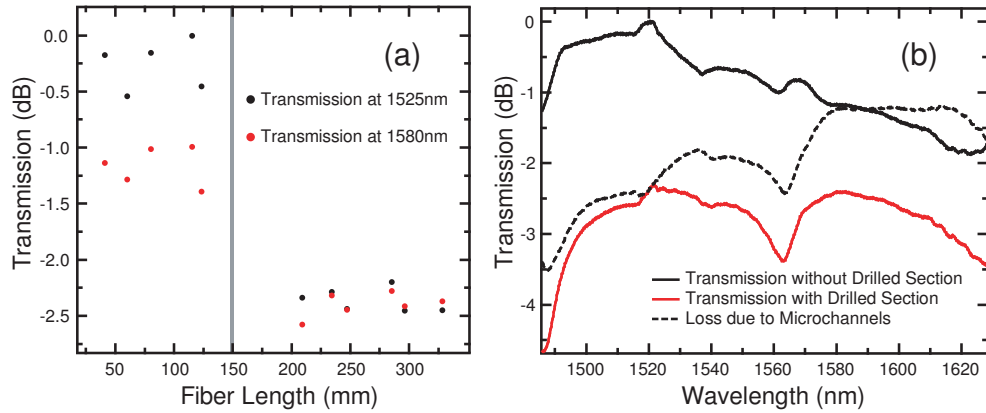 (a)
0.0
-0.5
-1.0
-1.5
-2.0
-2.5
Transmission (dB)
Transmission at 1525nm
Transmission at 1580nm
50
100
150
200
250
300
Fiber Length (mm)
(b)
0
-1
-2
-3
-4
Transmission (dB)
Transmission without Drilled Section
Transmission with Drilled Section
Loss due to Microchannels
1500
1520
1540
1560
1580
1600
1620
Wavelength (nm)